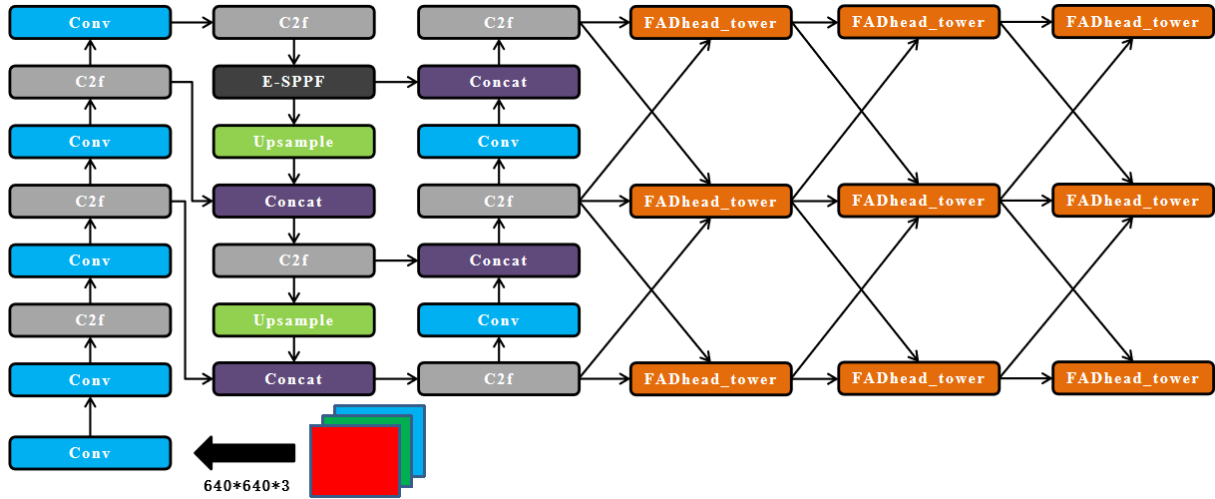 Conv
C2f
C2f
FADhead_tower
FADhead_tower
FADhead_tower
C2f
E-SPPF
Concat
Conv
Upsample
Conv
C2f
Concat
C2f
FADhead_tower
FADhead_tower
FADhead_tower
Conv
C2f
Concat
C2f
Upsample
Conv
Conv
Concat
C2f
FADhead_tower
FADhead_tower
FADhead_tower
Conv
640*640*3